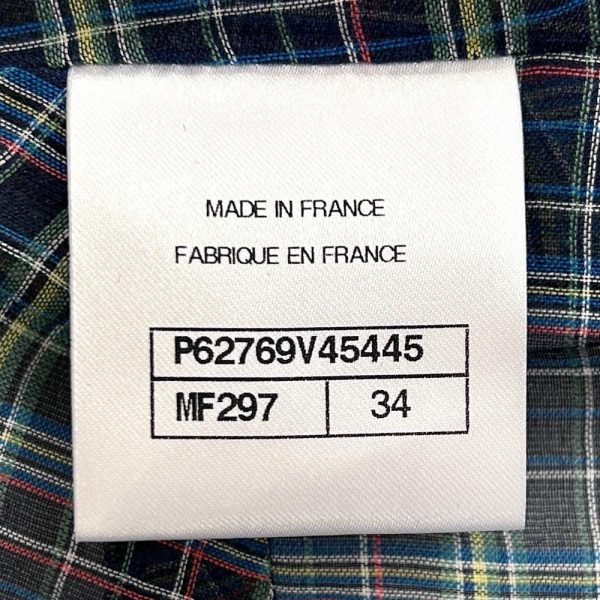 MADE IN FRANCE
FABRIQUE EN FRANCE
P62769V45445
MF297 34